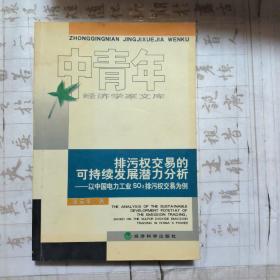 ZHONGQINGNIAN JINGJIXUEJIA WENKU
中青年
经济学家文库
排污权交易的
可持续发展潜力分析
——以中国电力工业SO₂排污权交易为例
THE ANALYSIS OF THE SUSTAINABLE
DEVELOPMENT POTENTIAL OF
THE EMISSION TRADING
经济科学出版社